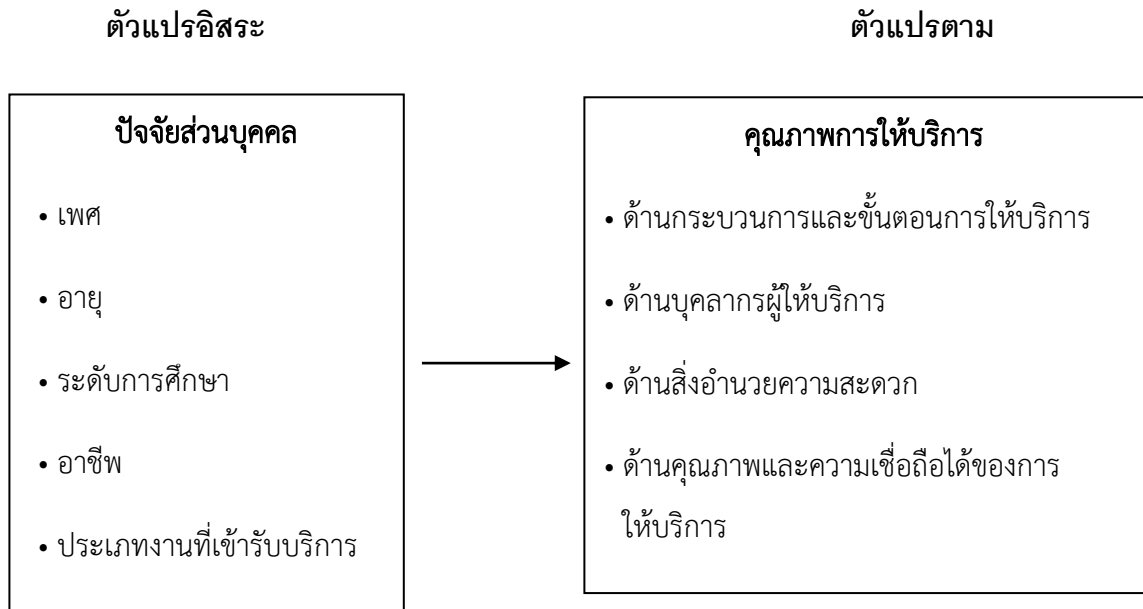 ตัวแปรอิสระ
ตัวแปรตาม
ปัจจัยส่วนบุคคล
• เพศ
• อายุ
• ระดับการศึกษา
• อาชีพ
• ประเภทงานที่เข้ารับบริการ
คุณภาพการให้บริการ
• ด้านกระบวนการและขั้นตอนการให้บริการ
• ด้านบุคลากรผู้ให้บริการ
• ด้านสิ่งอำนวยความสะดวก
• ด้านคุณภาพและความเชื่อถือได้ของการ
ให้บริการ